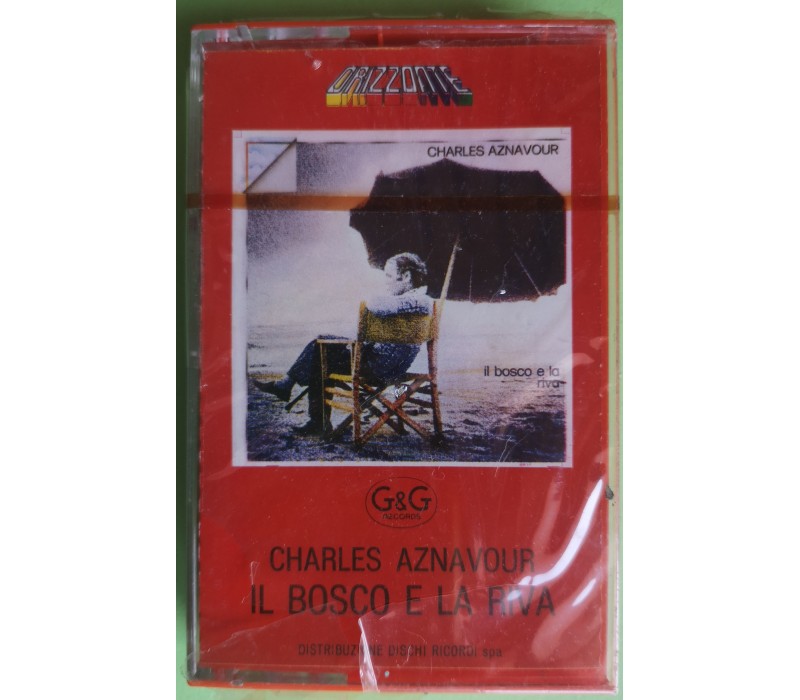 ORIZZONTE
CHARLES AZNAVOUR
il bosco e la
riva
G&G
RECORDS
CHARLES AZNAVOUR
IL BOSCO E LA RIVA
DISTRIBUZIONE DISCHI RICORDI spa